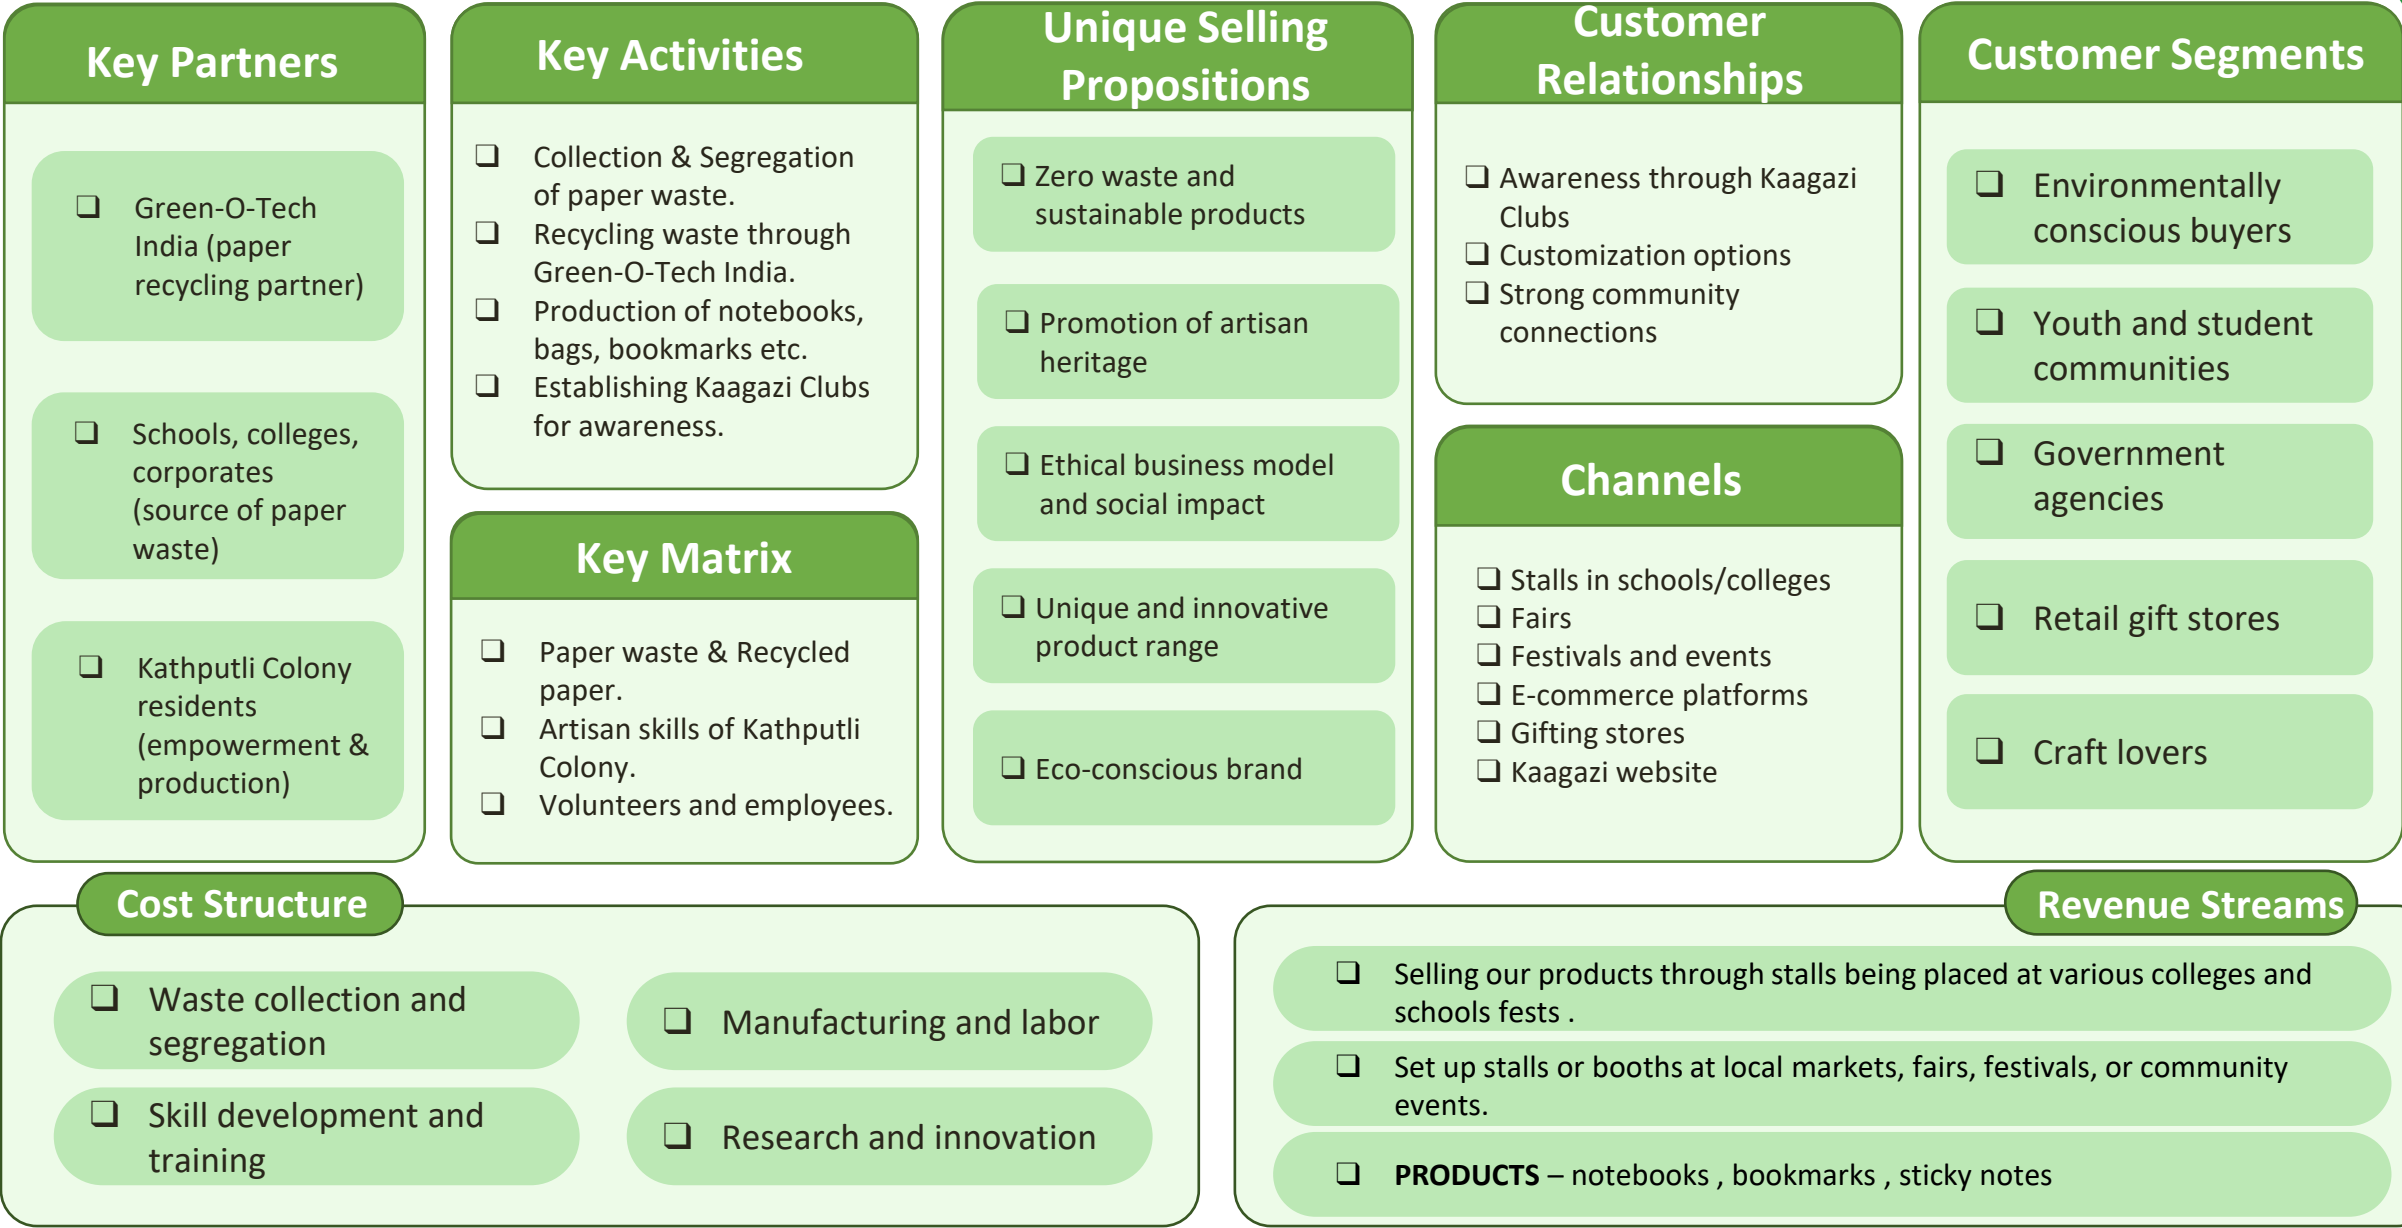 Key Partners
❑ Green-O-Tech
India (paper
recycling partner)
❑ Schools, colleges,
corporates
(source of paper
waste)
❑ Kathputli Colony
residents
(empowerment &
production)
Key Activities
❑ Collection & Segregation
of paper waste.
❑ Recycling waste through
Green-O-Tech India.
❑ Production of notebooks,
bags, bookmarks etc.
❑ Establishing Kaagazi Clubs
for awareness.
Key Matrix
❑ Paper waste & Recycled
paper.
❑ Artisan skills of Kathputli
Colony.
❑ Volunteers and employees.
Unique Selling
Propositions
❑ Zero waste and
sustainable products
❑ Promotion of artisan
heritage
❑ Ethical business model
and social impact
❑ Unique and innovative
product range
❑ Eco-conscious brand
Customer
Relationships
❑ Awareness through Kaagazi
Clubs
❑ Customization options
❑ Strong community
connections
Channels
❑ Stalls in schools/colleges
❑ Fairs
❑ Festivals and events
❑ E-commerce platforms
❑ Gifting stores
❑ Kaagazi website
Customer Segments
❑ Environmentally
conscious buyers
❑ Youth and student
communities
❑ Government
agencies
❑ Retail gift stores
❑ Craft lovers
Cost Structure
❑ Waste collection and
segregation
❑ Skill development and
training
❑ Manufacturing and labor
❑ Research and innovation
Revenue Streams
❑ Selling our products through stalls being placed at various colleges and
schools fests .
❑ Set up stalls or booths at local markets, fairs, festivals, or community
events.
❑ PRODUCTS – notebooks , bookmarks , sticky notes